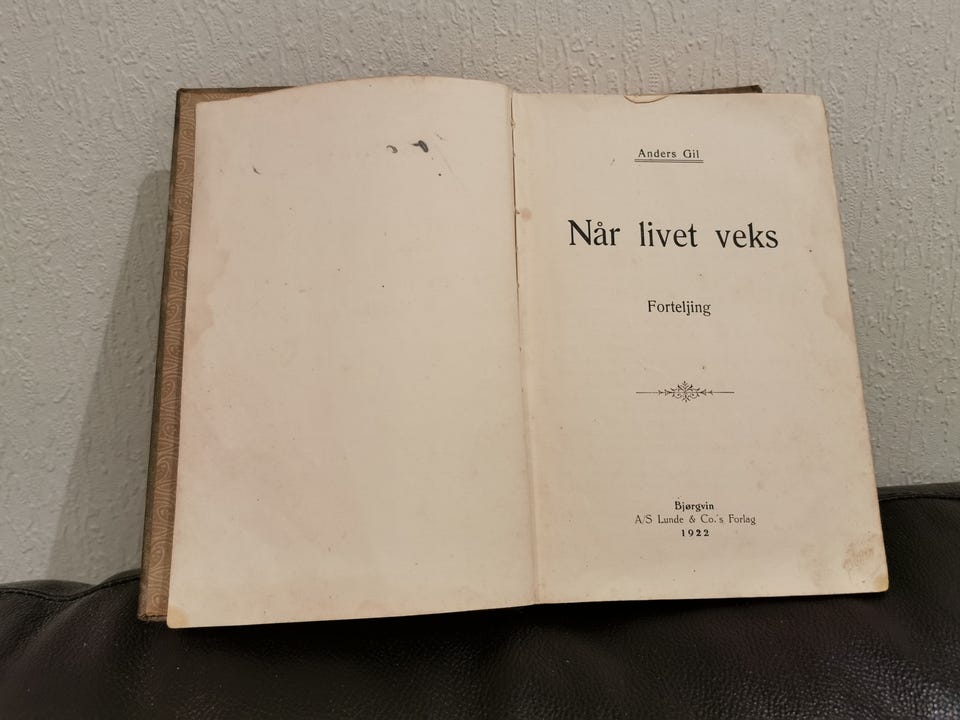 Anders Gil
Når livet veks
Forteljing
Bjørgvin
A/S Lunde & Co.'s Forlag
1922